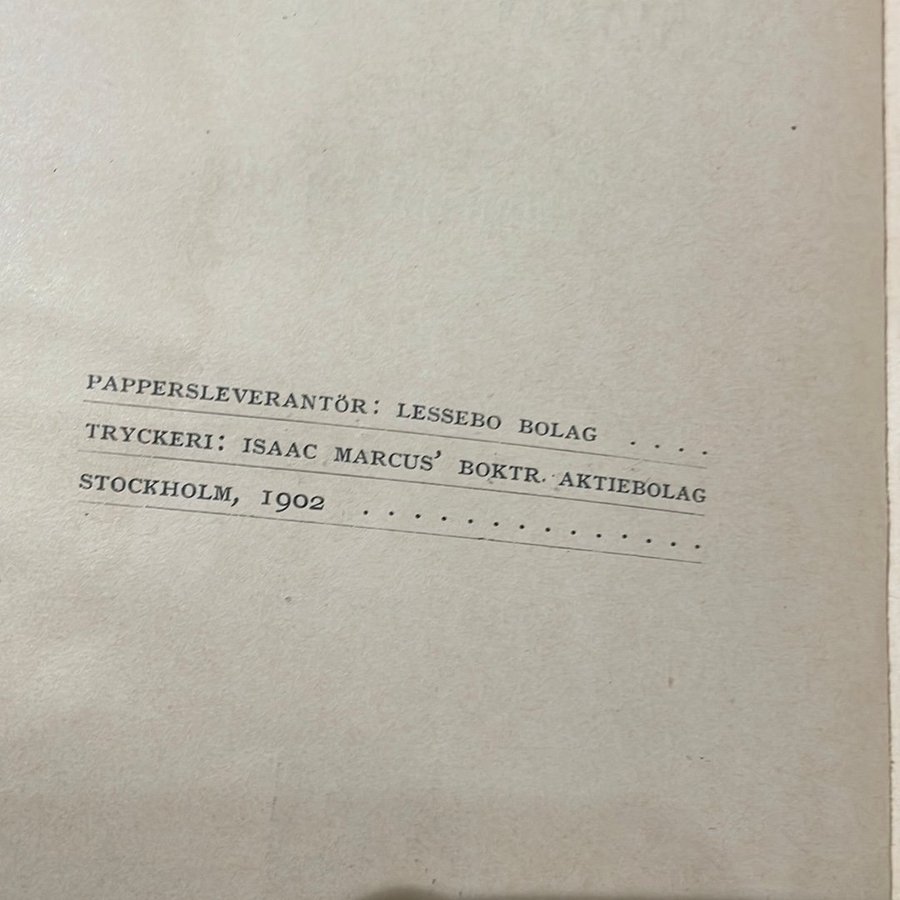 PAPPERSLEVERANTÖR: LESSEBO BOLAG . . . .
TRYCKERI: ISAAC MARCUS' BOKTR. AKTIEBOLAG
STOCKHOLM, 1902 . . . . . . . . . . . . . .